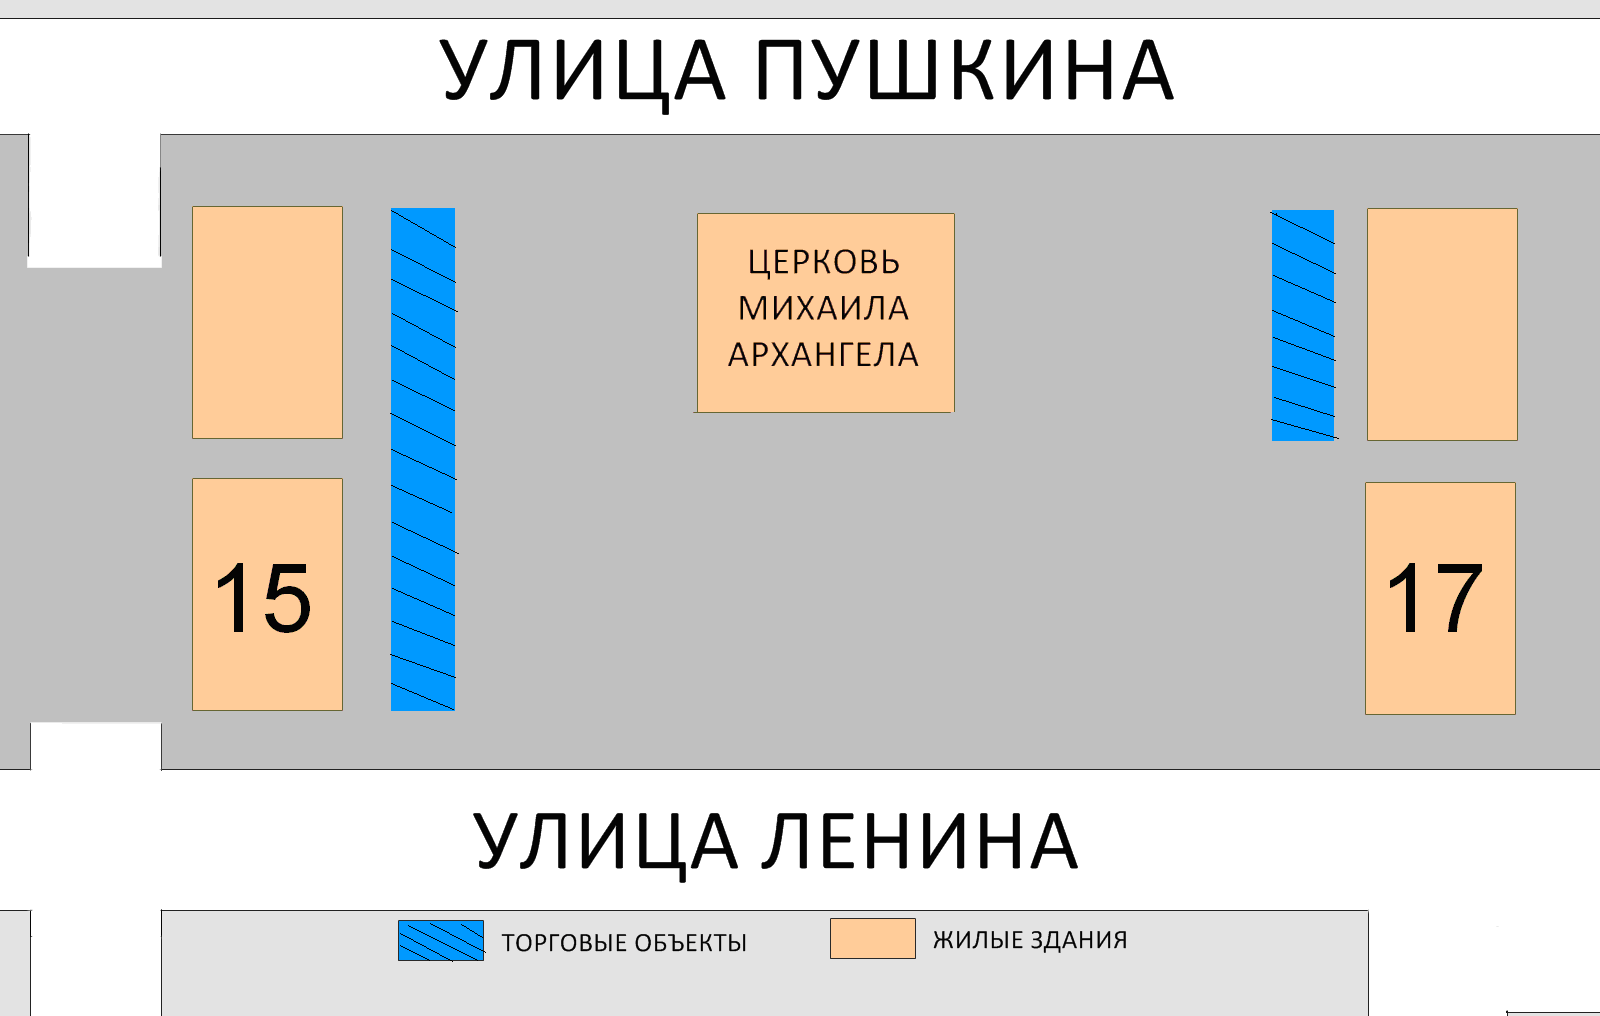 УЛИЦА ПУШКИНА
ЦЕРКОВЬ
МИХАИЛА
АРХАНГЕЛА
15
17
УЛИЦА ЛЕНИНА
ТОРГОВЫЕ ОБЪЕКТЫ
ЖИЛЫЕ ЗДАНИЯ